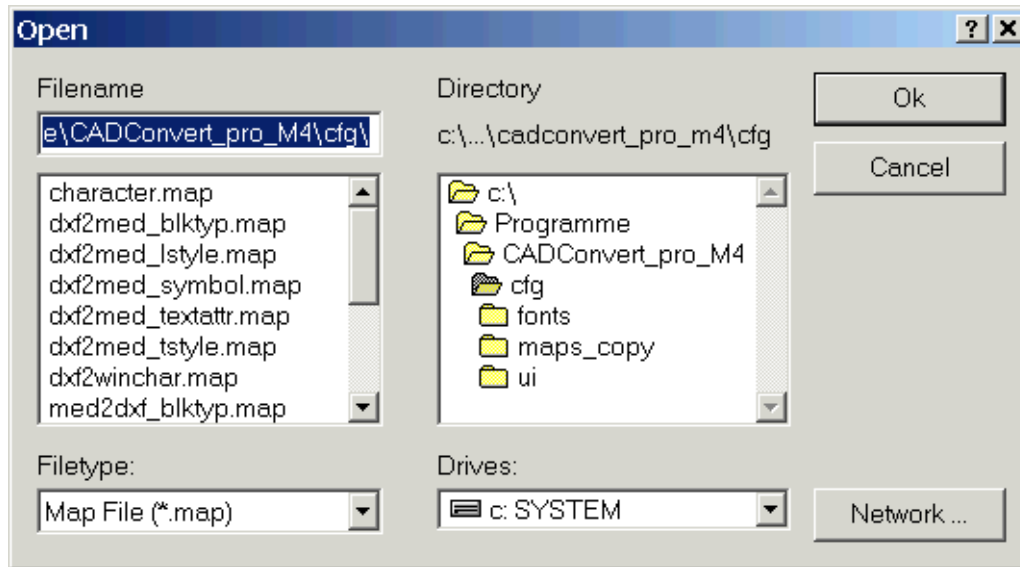 Open
Filename
e\CADConvert_pro_M4\cfg\
character.map
dxf2med_blktyp.map
dxf2med_lstyle.map
dxf2med_symbol.map
dxf2med_textattr.map
dxf2med_tstyle.map
dxf2winchar.map
med2dxf_blktyp.map
Filetype:
Map File (*.map)
Directory
c:\...\cadconvert_pro_m4\cfg
c:\
Programme
CADConvert_pro_M4
cfg
fonts
maps_copy
ui
Drives:
c: SYSTEM
Ok
Cancel
Network ...